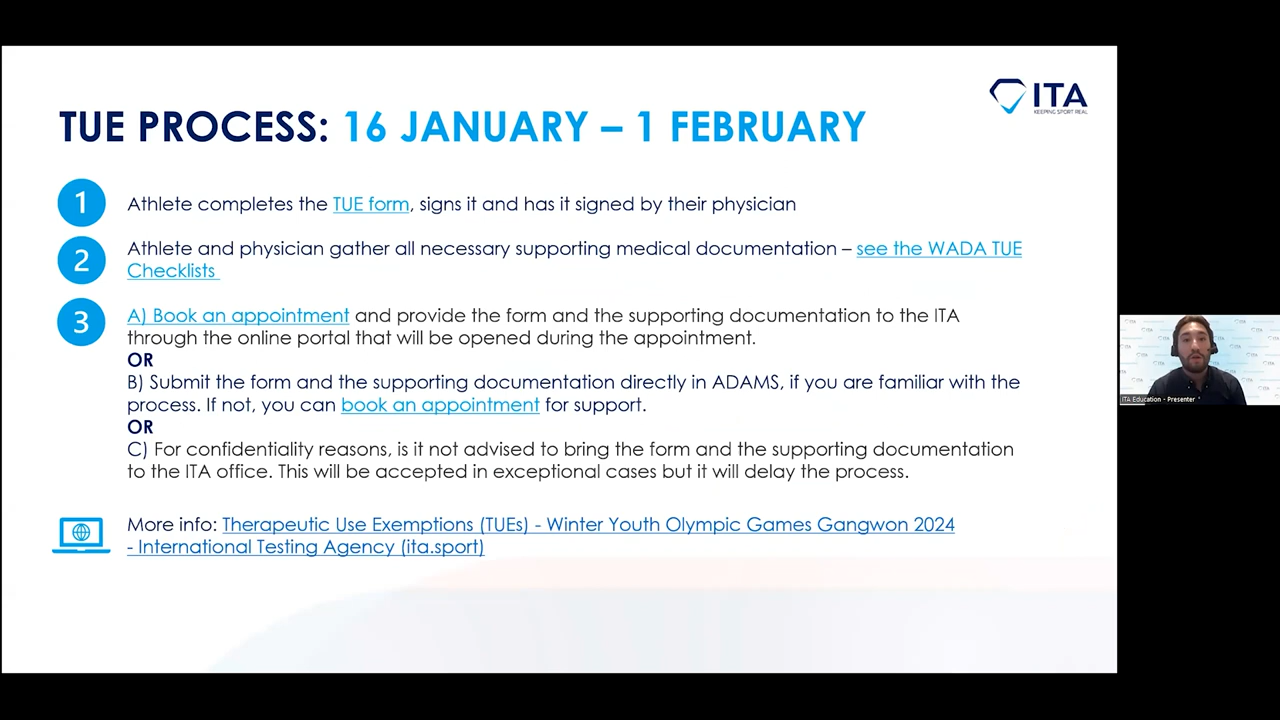 ITA
KEEPING SPORT REAL
TUE PROCESS: 16 JANUARY – 1 FEBRUARY
1
Athlete completes the TUE form, signs it and has it signed by their physician
2
Athlete and physician gather all necessary supporting medical documentation – see the WADA TUE
Checklists
3
A) Book an appointment and provide the form and the supporting documentation to the ITA
through the online portal that will be opened during the appointment.
OR
B) Submit the form and the supporting documentation directly in ADAMS, if you are familiar with the
process. If not, you can book an appointment for support.
OR
C) For confidentiality reasons, is it not advised to bring the form and the supporting documentation
to the ITA office. This will be accepted in exceptional cases but it will delay the process.
More info: Therapeutic Use Exemptions (TUEs) - Winter Youth Olympic Games Gangwon 2024
- International Testing Agency (ita.sport)
ITA Education - Presenter